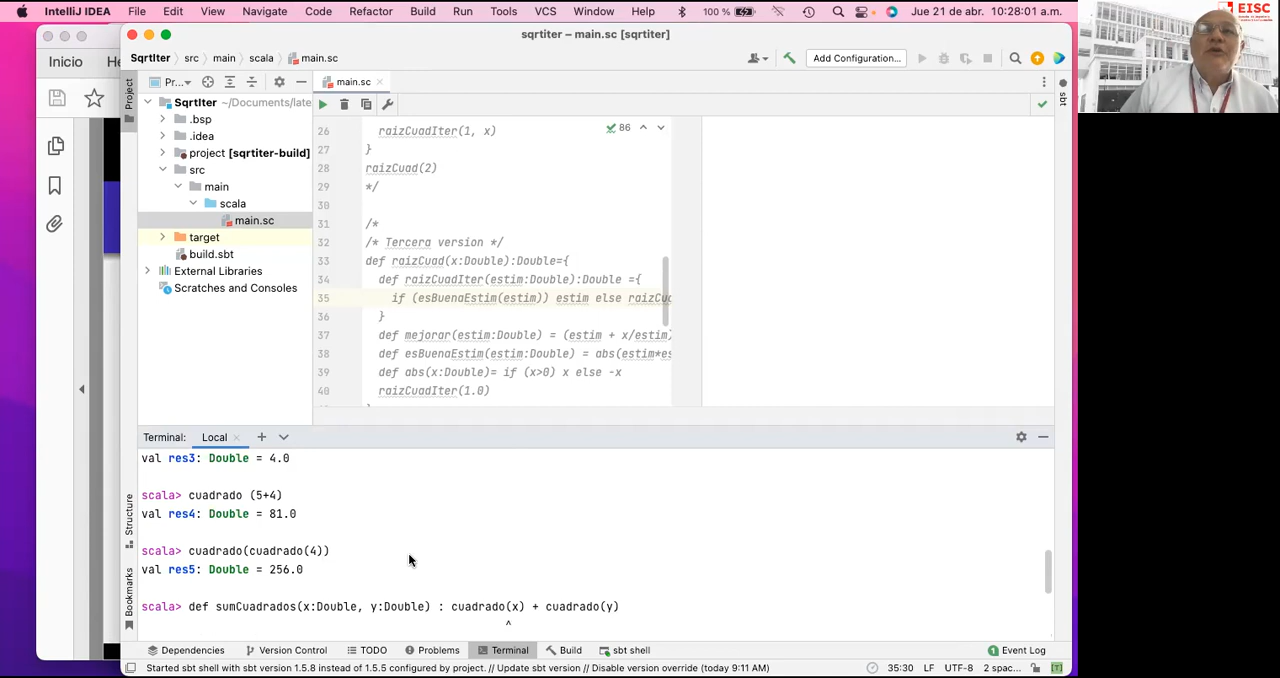 IntelliJ IDEA File Edit View Navigate Code Refactor Build Run Tools VCS Window Help 100 % Jue 21 de abr. 10:28:01 a.m.
EISC
sqrtIter – main.sc [sqrtiter]
Inicio He
SqrtIter src main scala main.sc
Add Configuration...
Project
Pr... main.sc
sbt
SqrtIter ~/Documents/late
.bsp
.idea
project [sqrtiter-build]
src
main
scala
main.sc
target
build.sbt
External Libraries
Scratches and Consoles
86
26 raizCuadIter(1, x)
27 }
28 raizCuad(2)
29 */
30
31 /*
32 /* Tercera version */
33 def raizCuad(x:Double):Double={
34 def raizCuadIter(estim:Double):Double ={
35 if (esBuenaEstim(estim)) estim else raizCu
36 }
37 def mejorar(estim:Double) = (estim + x/estim)
38 def esBuenaEstim(estim:Double) = abs(estim*es
39 def abs(x:Double)= if (x>0) x else -x
40 raizCuadIter(1.0)
Terminal: Local
val res3: Double = 4.0
scala> cuadrado (5+4)
val res4: Double = 81.0
scala> cuadrado(cuadrado(4))
val res5: Double = 256.0
scala> def sumCuadrados(x:Double, y:Double) : cuadrado(x) + cuadrado(y)
^
Structure
Bookmarks
Dependencies Version Control TODO Problems Terminal Build sbt shell 1 Event Log
Started sbt shell with sbt version 1.5.8 instead of 1.5.5 configured by project. // Update sbt version // Disable version override (today 9:11 AM) 35:30 LF UTF-8 2 spac...